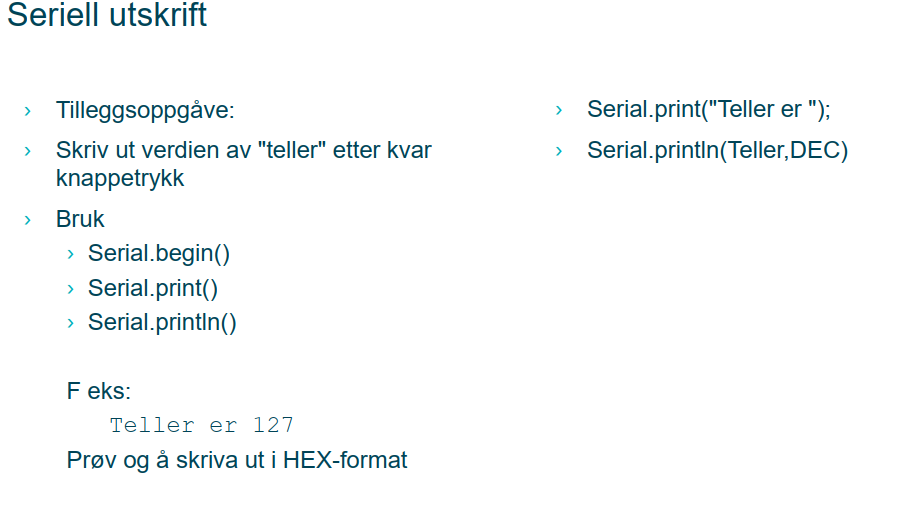 Seriell utskrift
› Tilleggsoppgåve:
› Skriv ut verdien av "teller" etter kvar
knappetrykk
› Bruk
› Serial.begin()
› Serial.print()
› Serial.println()
F eks:
Teller er 127
Prøv og å skriva ut i HEX-format
› Serial.print("Teller er ");
› Serial.println(Teller,DEC)